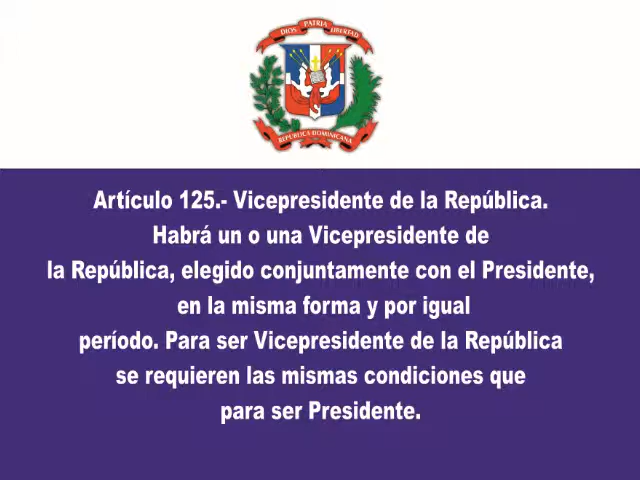 DIOS PATRIA LIBERTAD
REPÚBLICA DOMINICANA
Artículo 125.- Vicepresidente de la República.
Habrá un o una Vicepresidente de
la República, elegido conjuntamente con el Presidente,
en la misma forma y por igual
período. Para ser Vicepresidente de la República
se requieren las mismas condiciones que
para ser Presidente.